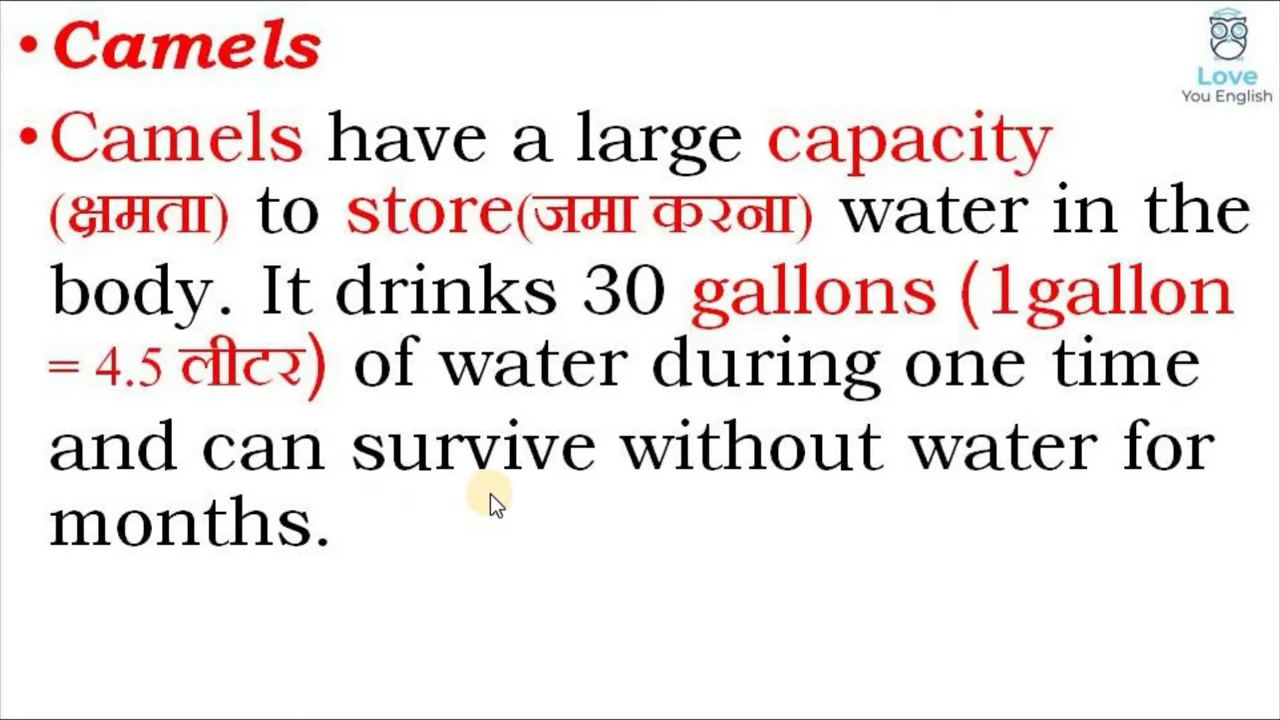 • Camels
Love
You English
• Camels have a large capacity
(क्षमता) to store(जमा करना) water in the
body. It drinks 30 gallons (1gallon
= 4.5 लीटर) of water during one time
and can survive without water for
months.